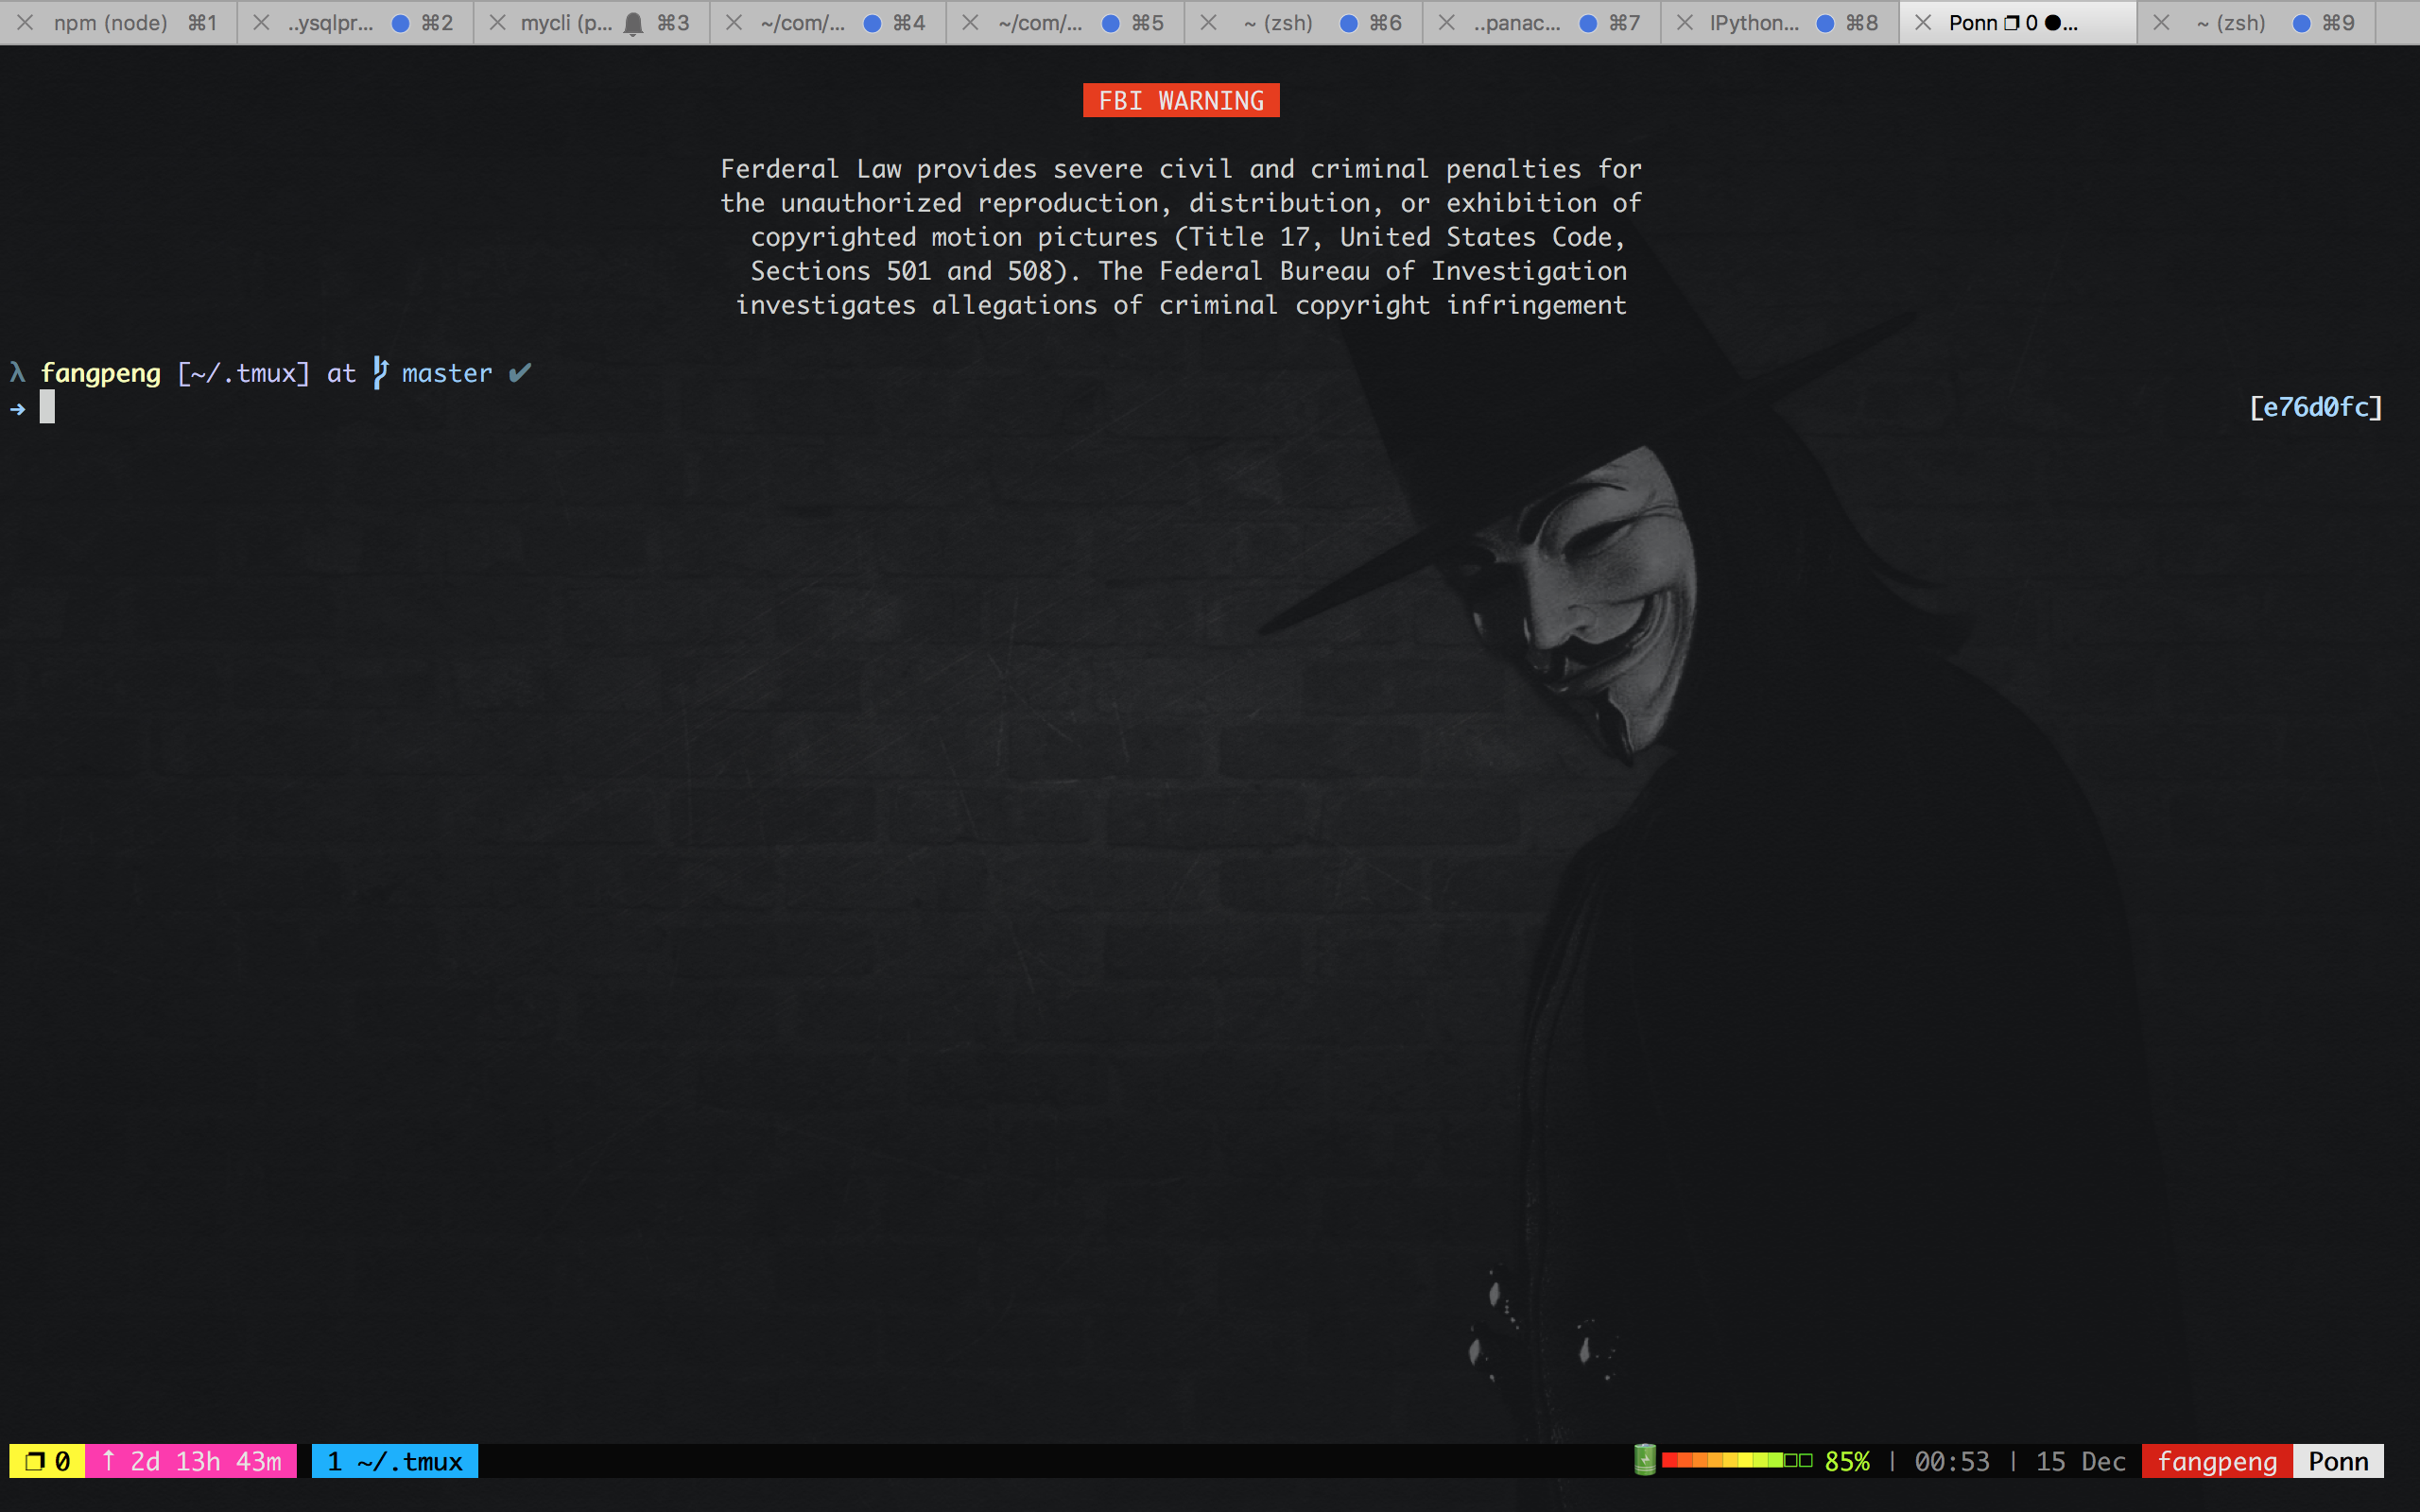 npm (node) ⌘1 ..ysqlpr... ⌘2 mycli (p... ⌘3 ~/com/... ⌘4 ~/com/... ⌘5 ~ (zsh) ⌘6 ..panac... ⌘7 IPython... ⌘8 Ponn ❐ 0 ●... ~ (zsh) ⌘9
FBI WARNING
Ferderal Law provides severe civil and criminal penalties for
the unauthorized reproduction, distribution, or exhibition of
copyrighted motion pictures (Title 17, United States Code,
Sections 501 and 508). The Federal Bureau of Investigation
investigates allegations of criminal copyright infringement
λ fangpeng [~/.tmux] at master ✔
→ [e76d0fc]
❐ 0 ↑ 2d 13h 43m 1 ~/.tmux 85% | 00:53 | 15 Dec fangpeng Ponn